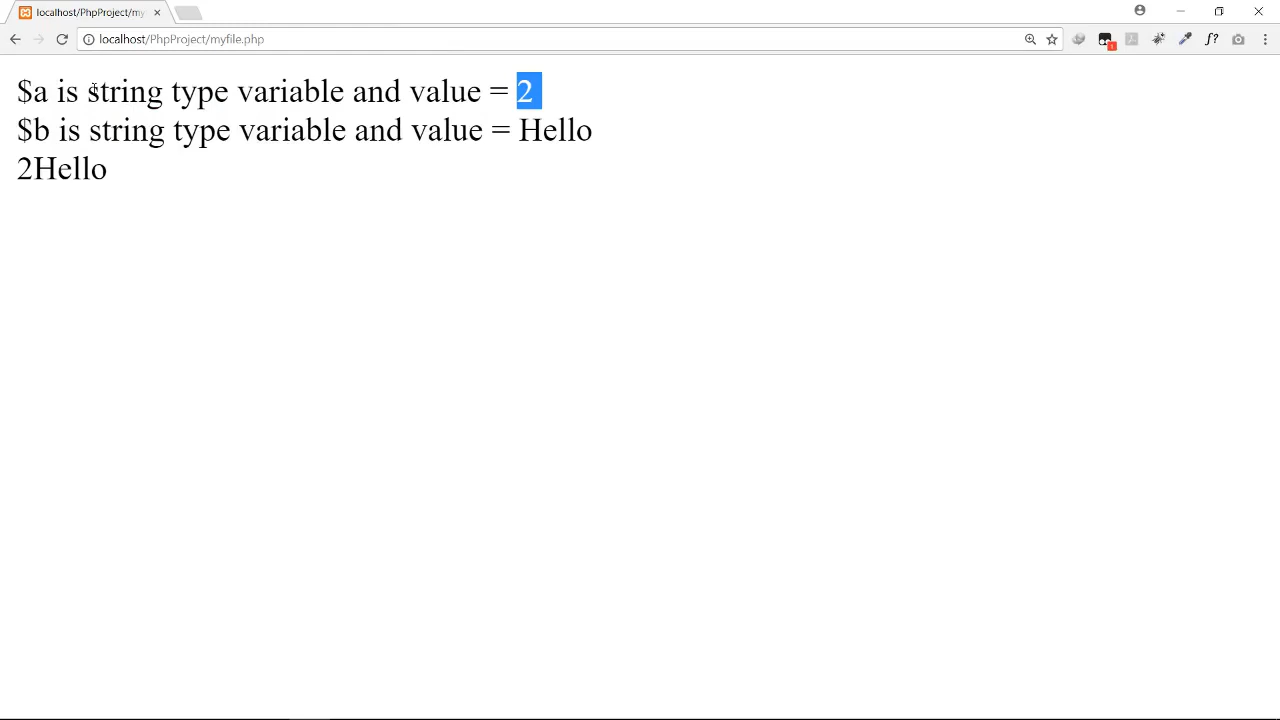 localhost/PhpProject/my
localhost/PhpProject/myfile.php
f?
1
$a is string type variable and value = 2
$b is string type variable and value = Hello
2Hello